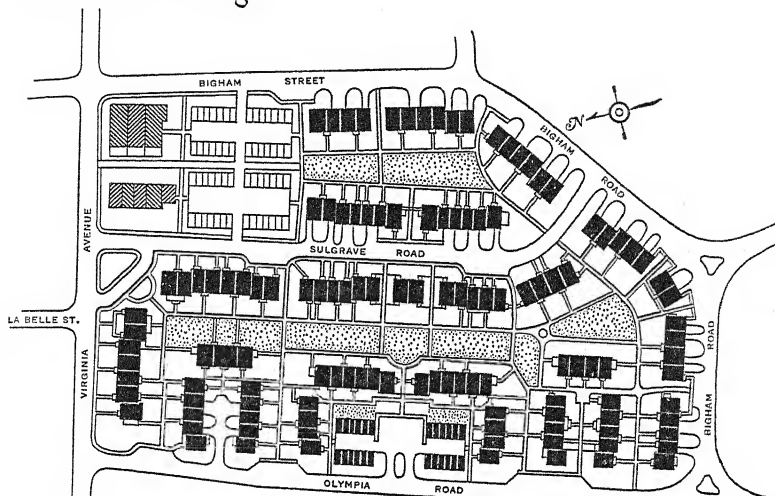 BIGHAM STREET
N
BIGHAM ROAD
AVENUE
SULGRAVE ROAD
LA BELLE ST.
VIRGINIA
ROAD
BIGHAM
OLYMPIA ROAD